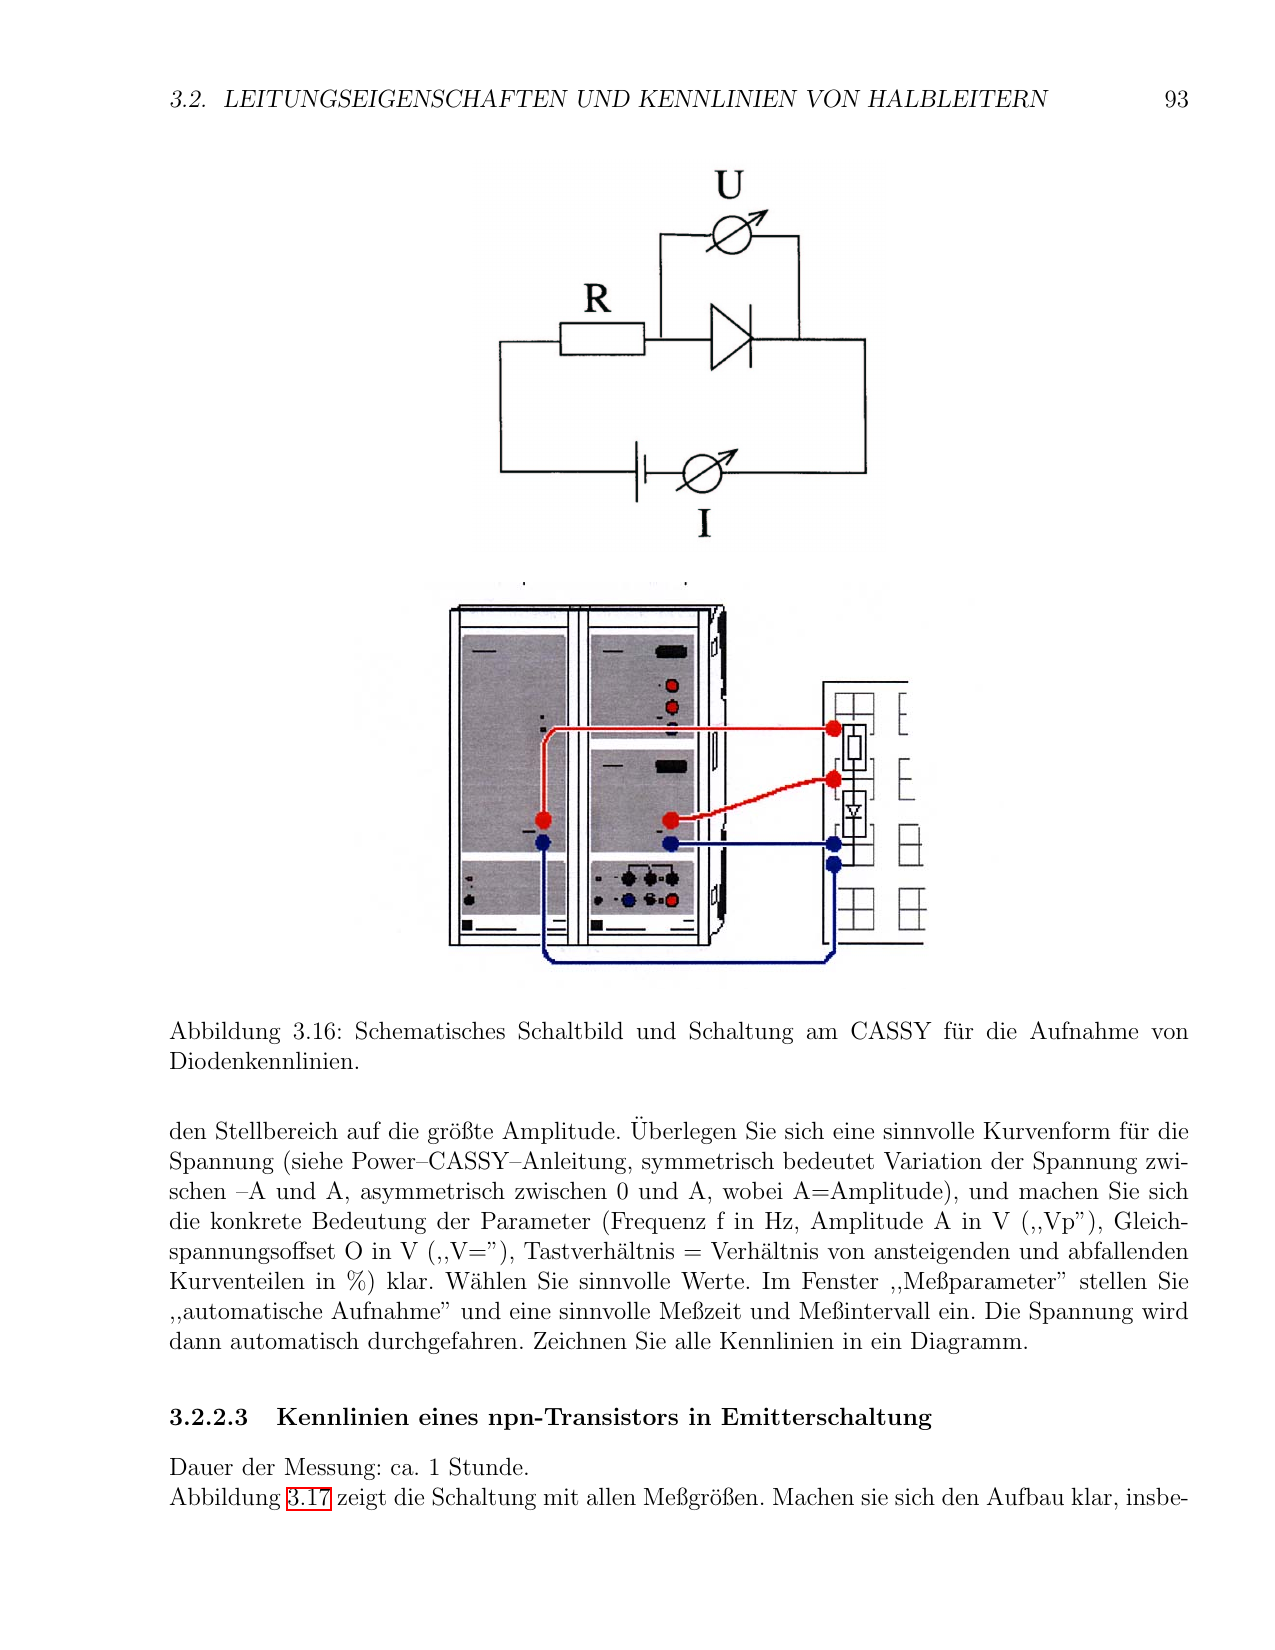 3.2. LEITUNGSEIGENSCHAFTEN UND KENNLINIEN VON HALBLEITERN 93
U
R
I
Abbildung 3.16: Schematisches Schaltbild und Schaltung am CASSY für die Aufnahme von
Diodenkennlinien.
den Stellbereich auf die größte Amplitude. Überlegen Sie sich eine sinnvolle Kurvenform für die
Spannung (siehe Power–CASSY–Anleitung, symmetrisch bedeutet Variation der Spannung zwi-
schen –A und A, asymmetrisch zwischen 0 und A, wobei A=Amplitude), und machen Sie sich
die konkrete Bedeutung der Parameter (Frequenz f in Hz, Amplitude A in V (,,Vp”), Gleich-
spannungsoffset O in V (,,V=”), Tastverhältnis = Verhältnis von ansteigenden und abfallenden
Kurventeilen in %) klar. Wählen Sie sinnvolle Werte. Im Fenster ,,Meßparameter” stellen Sie
,,automatische Aufnahme” und eine sinnvolle Meßzeit und Meßintervall ein. Die Spannung wird
dann automatisch durchgefahren. Zeichnen Sie alle Kennlinien in ein Diagramm.
3.2.2.3 Kennlinien eines npn-Transistors in Emitterschaltung
Dauer der Messung: ca. 1 Stunde.
Abbildung 3.17 zeigt die Schaltung mit allen Meßgrößen. Machen sie sich den Aufbau klar, insbe-